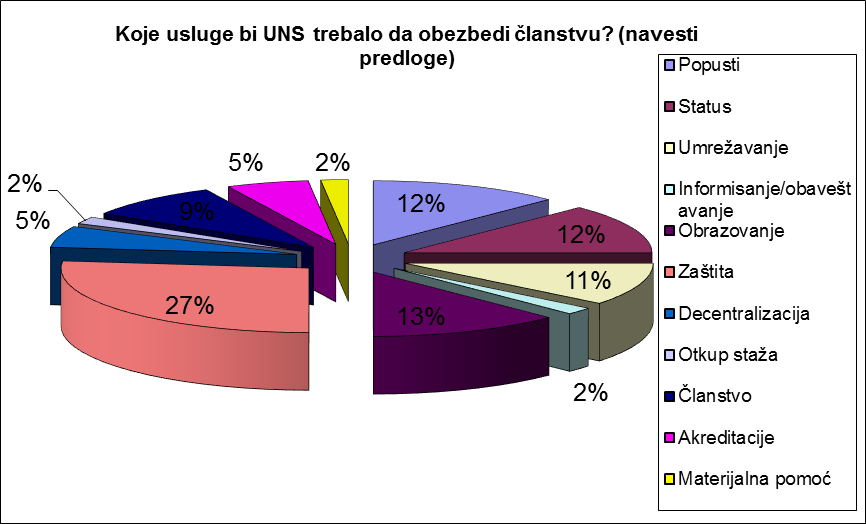 Koje usluge bi UNS trebalo da obezbedi članstvu? (navesti
predloge)
Popusti
Status
Umrežavanje
Informisanje/obavešt
avanje
Obrazovanje
Zaštita
Decentralizacija
Otkup staža
Članstvo
Akreditacije
Materijalna pomoć
12%
12%
11%
2%
13%
27%
5%
2%
9%
5%
2%